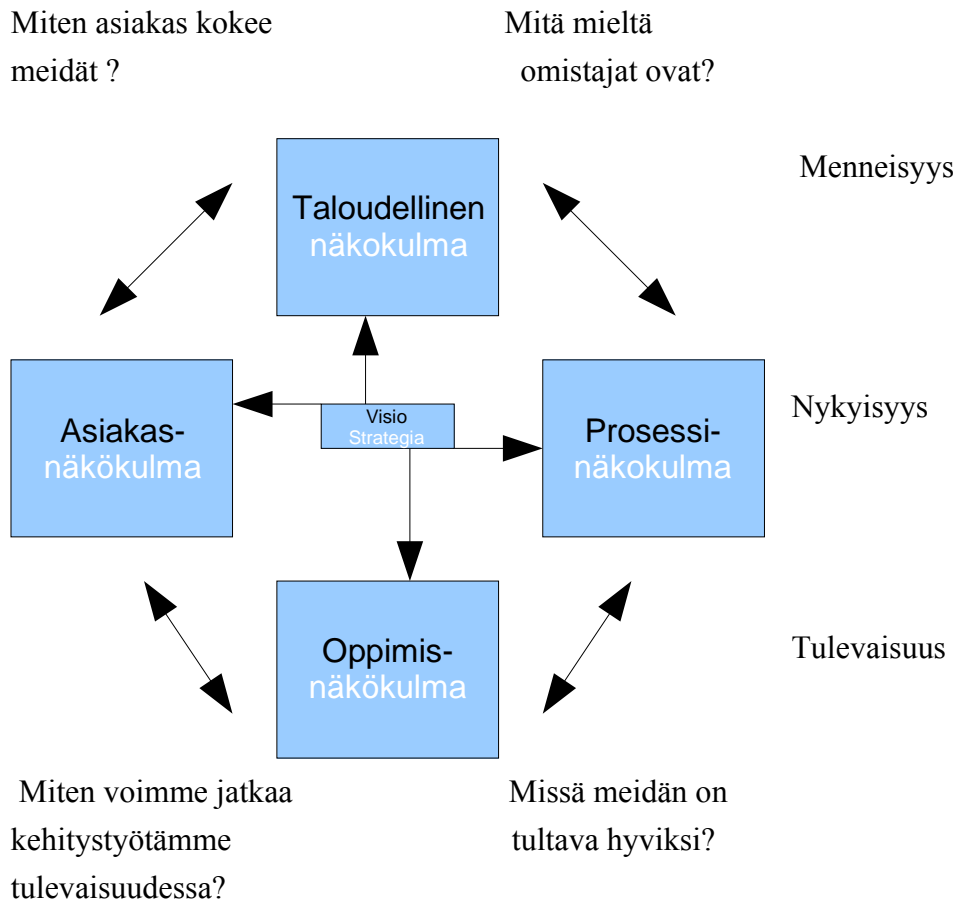 Miten asiakas kokee
meidät ?
Mitä mieltä
omistajat ovat?
Menneisyys
Taloudellinen
näkokulma
Asiakas-
näkökulma
Visio
Strategia
Prosessi-
näkokulma
Nykyisyys
Oppimis-
näkökulma
Tulevaisuus
Miten voimme jatkaa
kehitystyötämme
tulevaisuudessa?
Missä meidän on
tultava hyviksi?